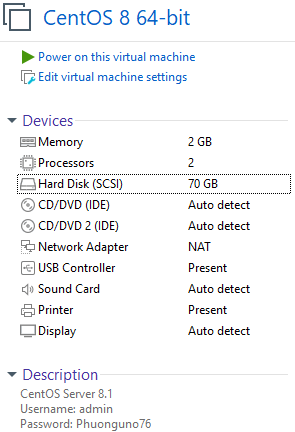 CentOS 8 64-bit
Power on this virtual machine
Edit virtual machine settings
Devices
Memory 2 GB
Processors 2
Hard Disk (SCSI) 70 GB
CD/DVD (IDE) Auto detect
CD/DVD 2 (IDE) Auto detect
Network Adapter NAT
USB Controller Present
Sound Card Auto detect
Printer Present
Display Auto detect
Description
CentOS Server 8.1
Username: admin
Password: Phuonguno76